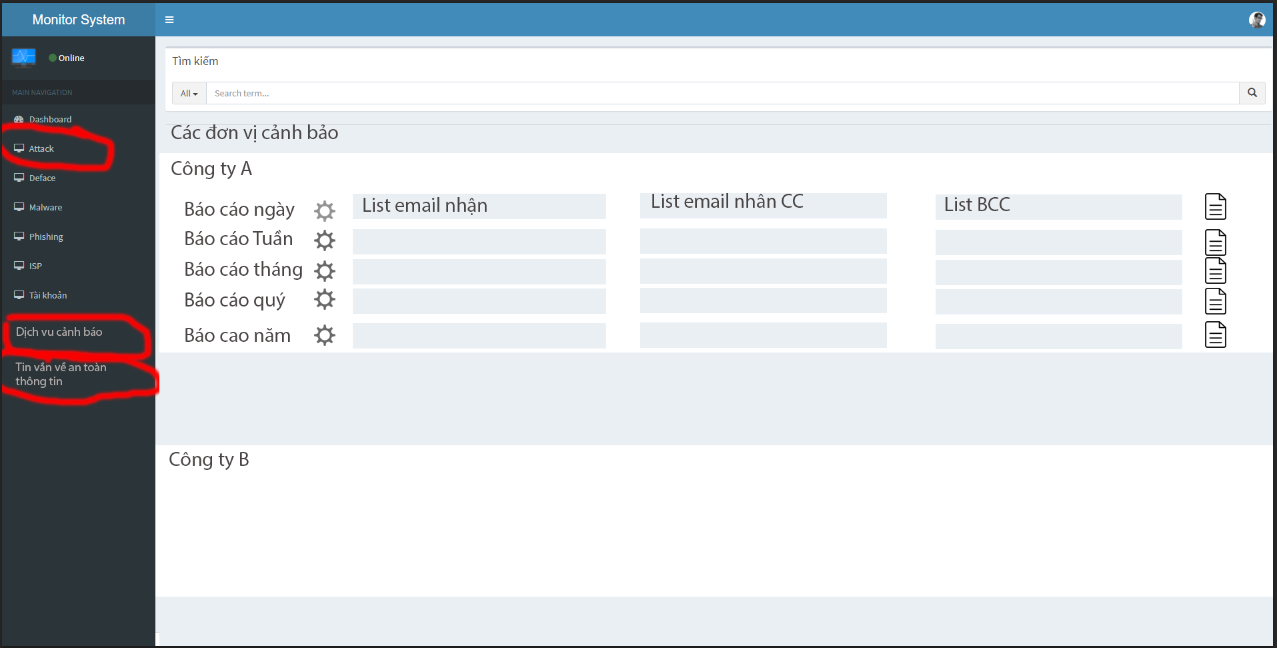 Monitor System
Online
MAIN NAVIGATION
Dashboard
Attack
Deface
Malware
Phishing
ISP
Tài khoản
Dịch vu cảnh báo
Tin vắn về an toàn
thông tin
Tìm kiếm
All
Search term...
Các đơn vị cảnh bảo
Công ty A
Báo cáo ngày List email nhận List email nhân CC List BCC
Báo cáo Tuần
Báo cáo tháng
Báo cáo quý
Báo cao năm
Công ty B